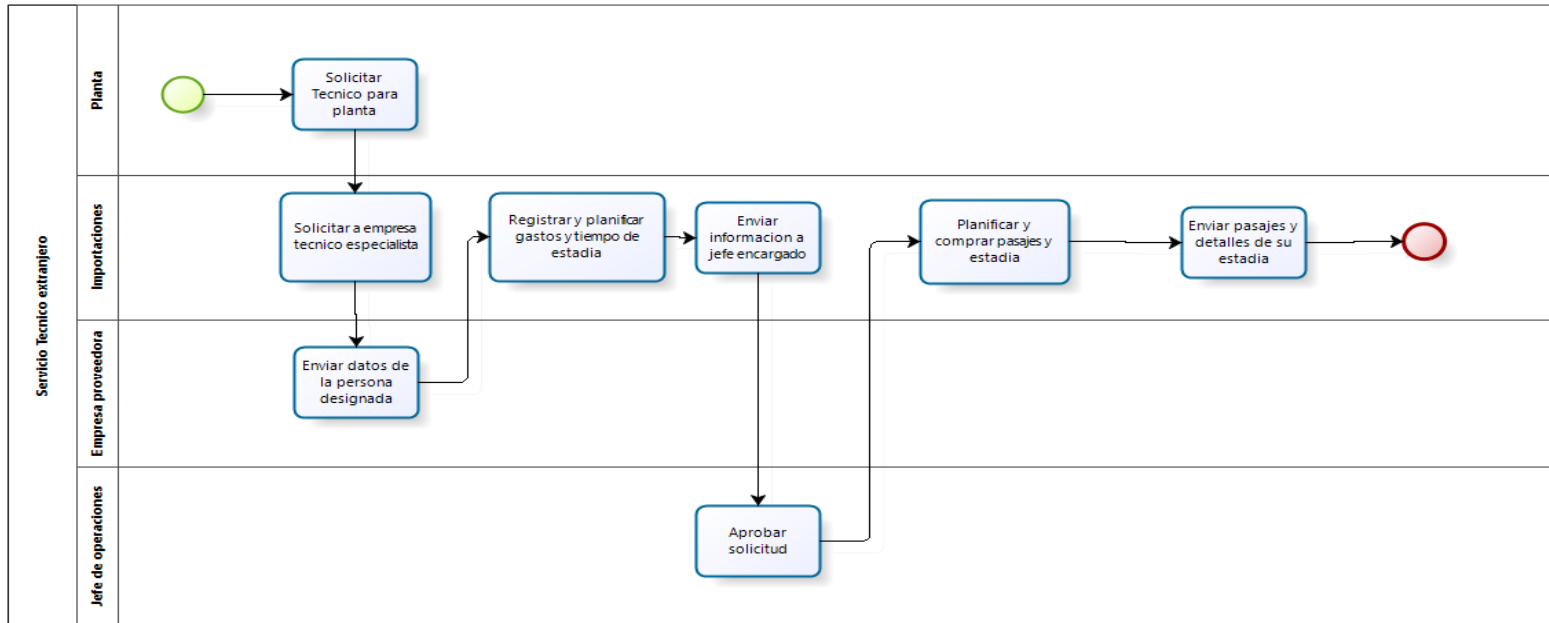 Servicio Tecnico extranjero
Planta
Solicitar
Tecnico para
planta
Importaciones
Solicitar a empresa
tecnico especialista
Registrar y planificar
gastos y tiempo de
estadia
Enviar
informacion a
jefe encargado
Planificar y
comprar pasajes y
estadia
Enviar pasajes y
detalles de su
estadia
Empresa proveedora
Enviar datos de
la persona
designada
Jefe de operaciones
Aprobar
solicitud